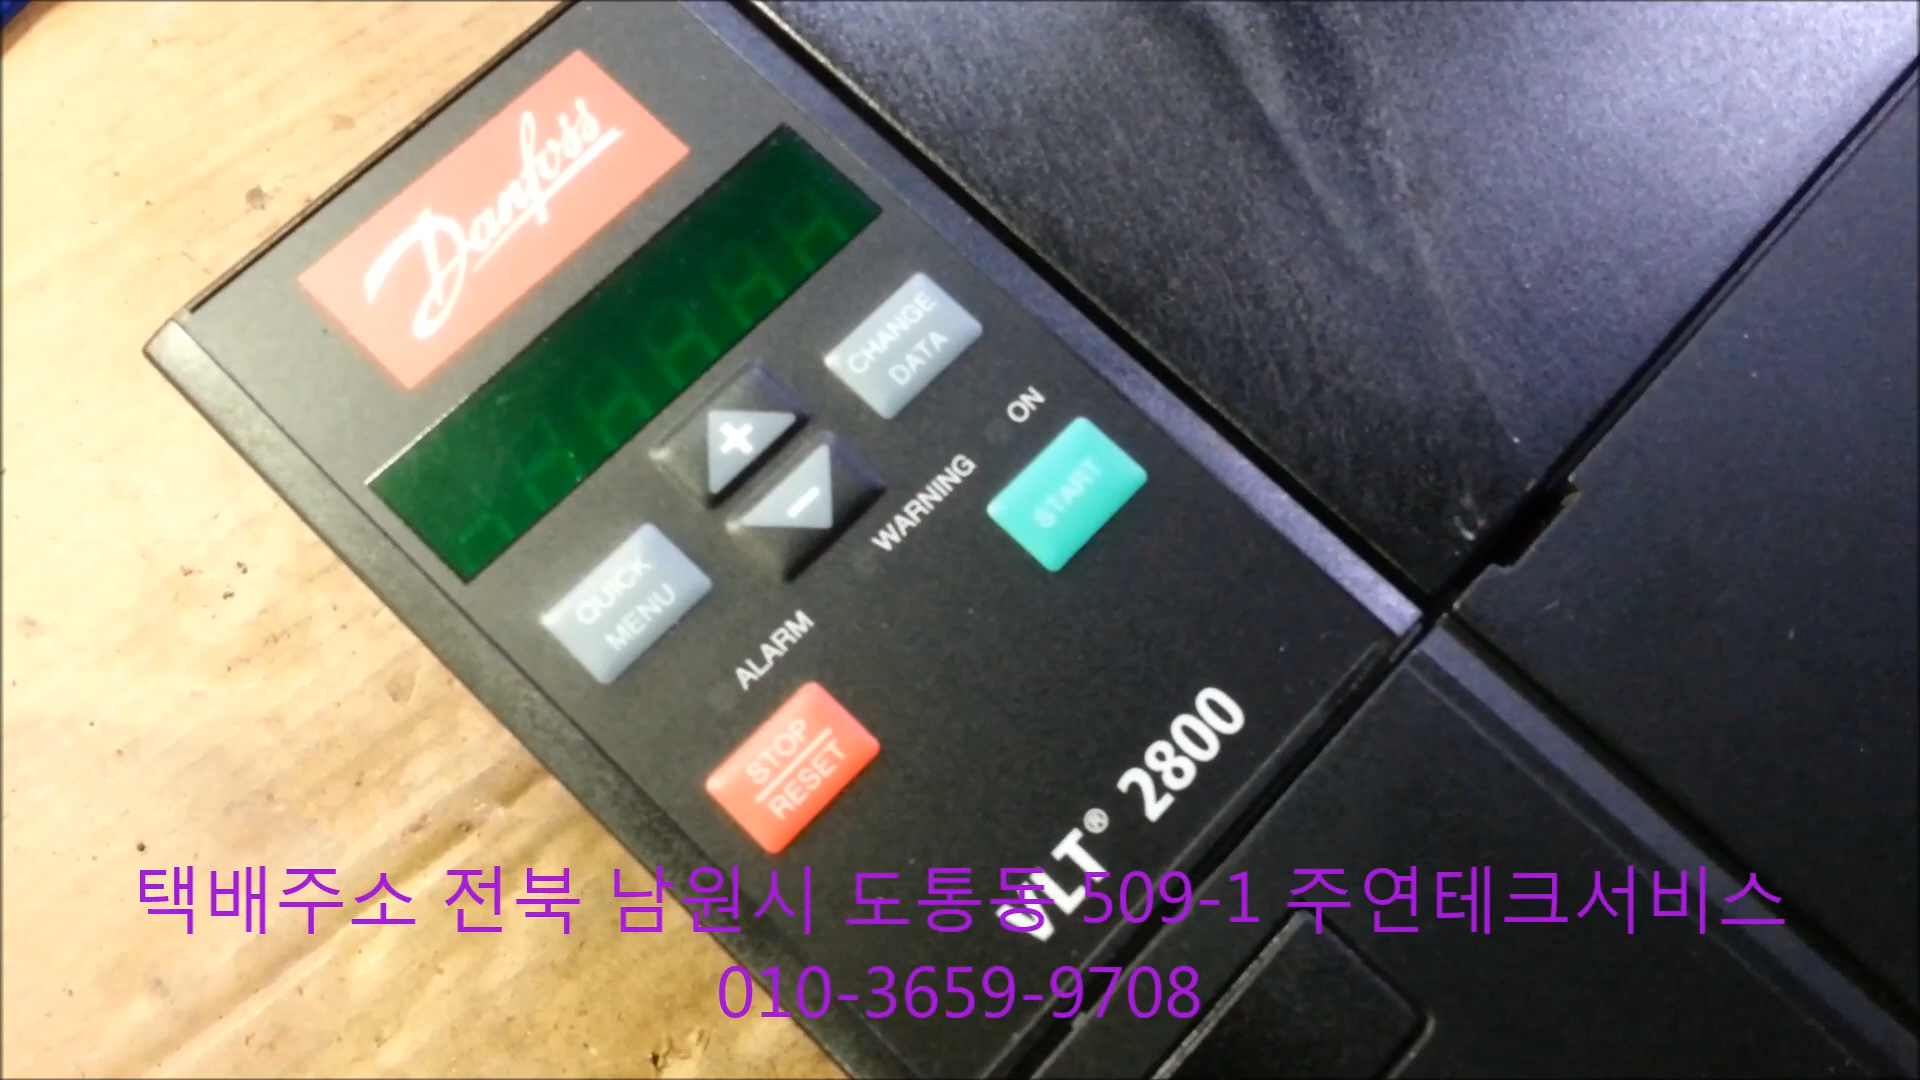 Danfoss
CHANGE
DATA
+
-
QUICK
MENU
ON
WARNING
ALARM
START
STOP
RESET
VLT® 2800
택배주소 전북 남원시 도통동 509-1 주연테크서비스
010-3659-9708